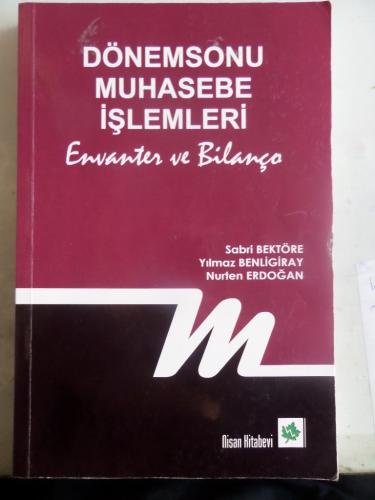 DÖNEMSONU
MUHASEBE
İŞLEMLERİ
Envanter ve Bilanço
Sabri BEKTÖRE
Yılmaz BENLİGİRAY
Nurten ERDOĞAN
m
Nisan Kitabevi